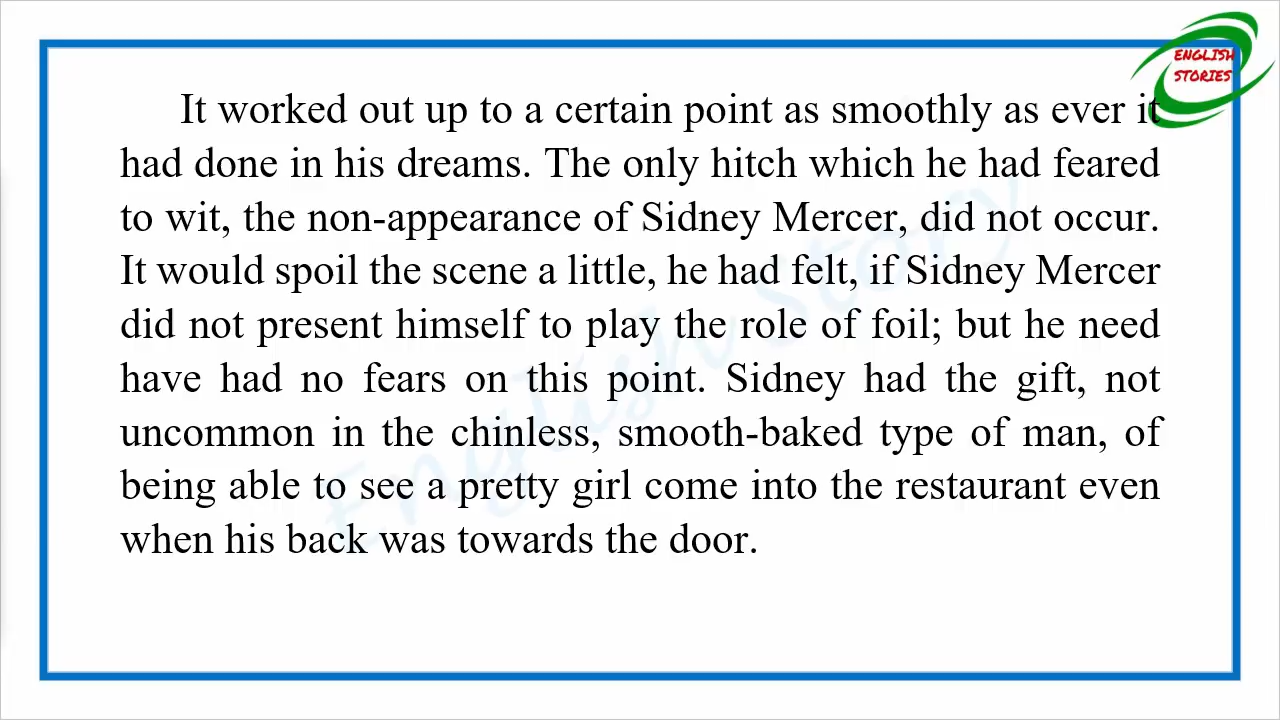 ENGLISH
STORIES
It worked out up to a certain point as smoothly as ever it
had done in his dreams. The only hitch which he had feared
to wit, the non-appearance of Sidney Mercer, did not occur.
It would spoil the scene a little, he had felt, if Sidney Mercer
did not present himself to play the role of foil; but he need
have had no fears on this point. Sidney had the gift, not
uncommon in the chinless, smooth-baked type of man, of
being able to see a pretty girl come into the restaurant even
when his back was towards the door.
English Story